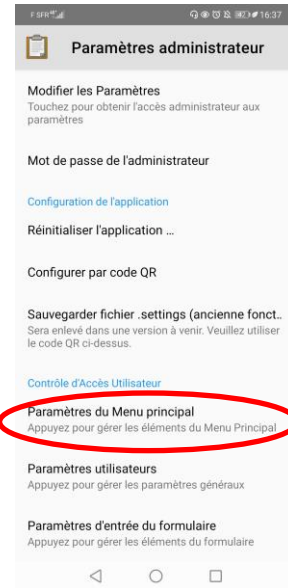 F SFR 16:37
Paramètres administrateur
Modifier les Paramètres
Touchez pour obtenir l'accès administrateur aux
paramètres
Mot de passe de l'administrateur
Configuration de l'application
Réinitialiser l'application ...
Configurer par code QR
Sauvegarder fichier .settings (ancienne fonct..
Sera enlevé dans une version à venir. Veuillez utiliser
le code QR ci-dessus.
Contrôle d'Accès Utilisateur
Paramètres du Menu principal
Appuyez pour gérer les éléments du Menu Principal
Paramètres utilisateurs
Appuyez pour gérer les paramètres généraux
Paramètres d'entrée du formulaire
Appuyez pour gérer les éléments du formulaire